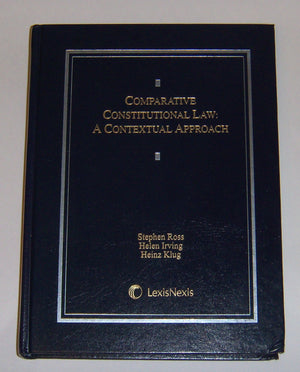 COMPARATIVE
CONSTITUTIONAL LAW:
A CONTEXTUAL APPROACH
Stephen Ross
Helen Irving
Heinz Klug
LexisNexis